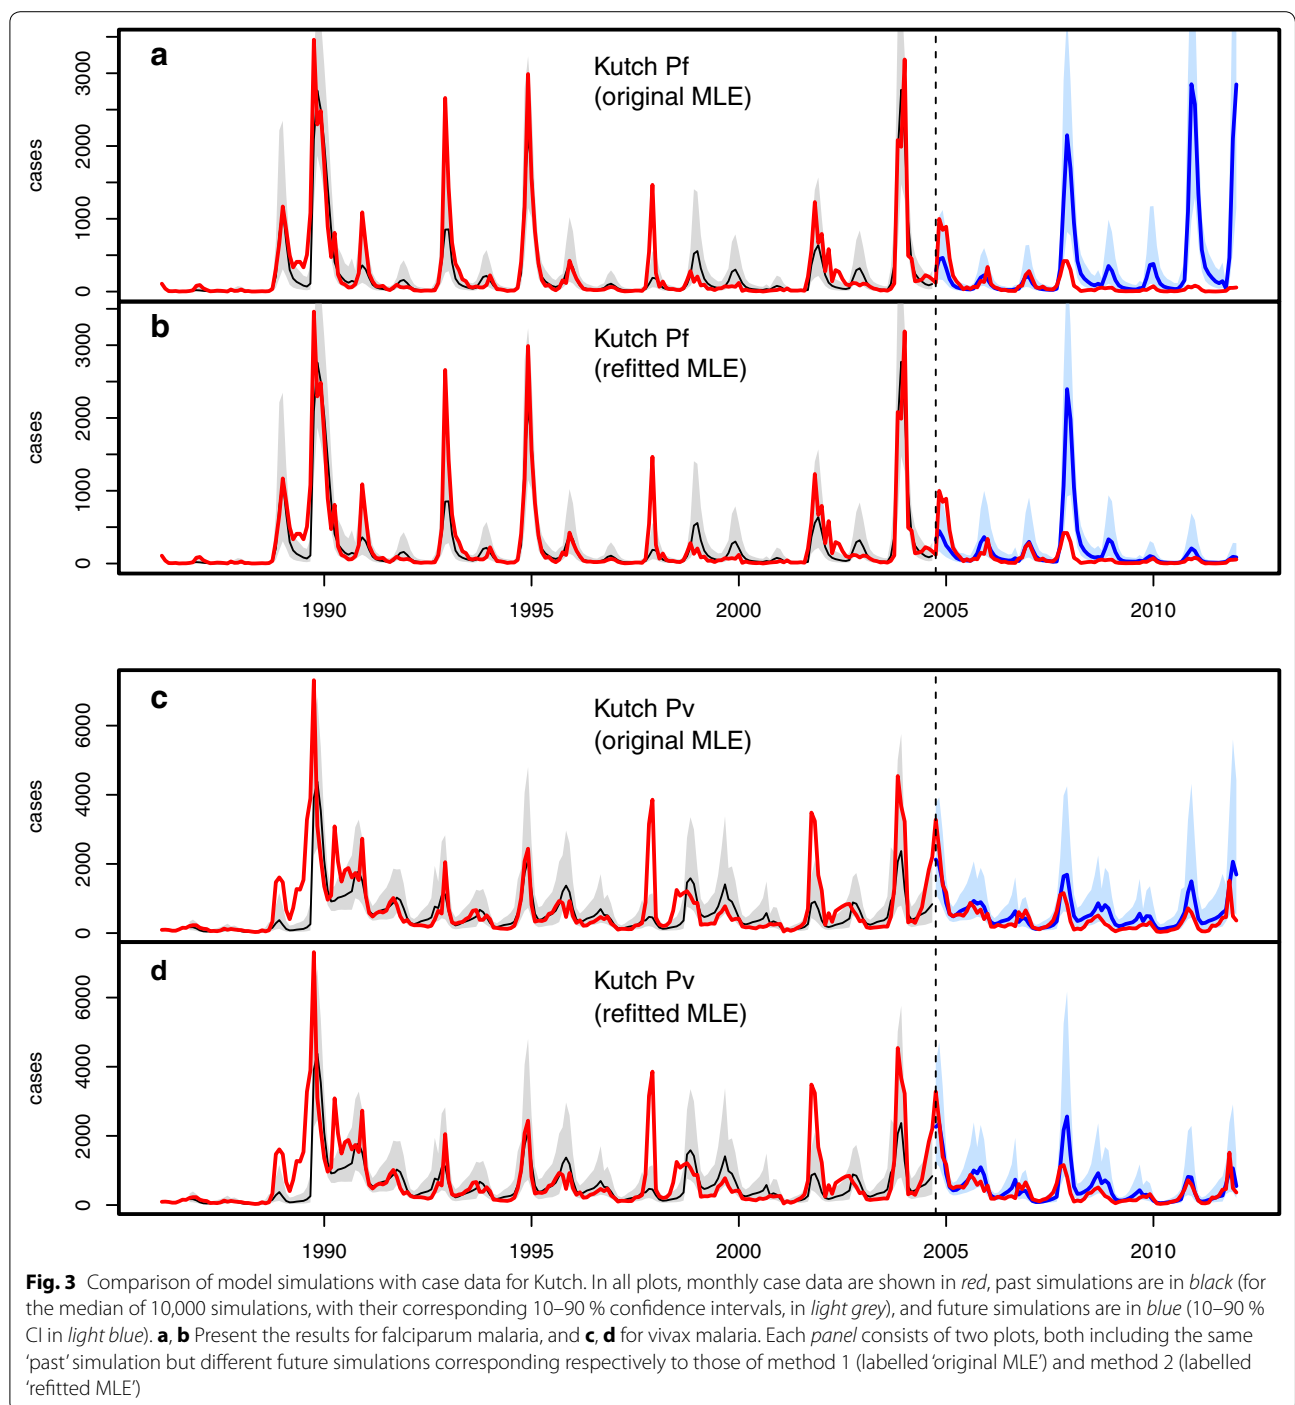 a
Kutch Pf
(original MLE)
cases
0
1000
2000
3000
b
Kutch Pf
(refitted MLE)
cases
0
1000
2000
3000
1990 1995 2000 2005 2010
c
Kutch Pv
(original MLE)
cases
0
2000
4000
6000
d
Kutch Pv
(refitted MLE)
cases
0
2000
4000
6000
1990 1995 2000 2005 2010
Fig. 3 Comparison of model simulations with case data for Kutch. In all plots, monthly case data are shown in red, past simulations are in black (for
the median of 10,000 simulations, with their corresponding 10–90 % confidence intervals, in light grey), and future simulations are in blue (10–90 %
CI in light blue). a, b Present the results for falciparum malaria, and c, d for vivax malaria. Each panel consists of two plots, both including the same
‘past’ simulation but different future simulations corresponding respectively to those of method 1 (labelled ‘original MLE’) and method 2 (labelled
‘refitted MLE’)